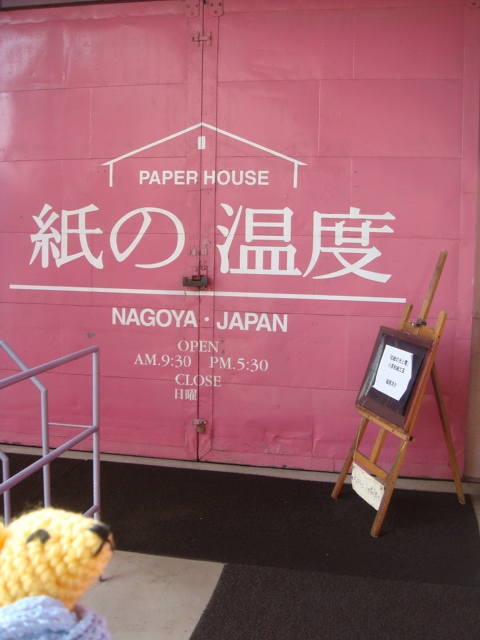 PAPER HOUSE
紙の温度
NAGOYA・JAPAN
OPEN
AM.9:30 PM.5:30
CLOSE
日曜